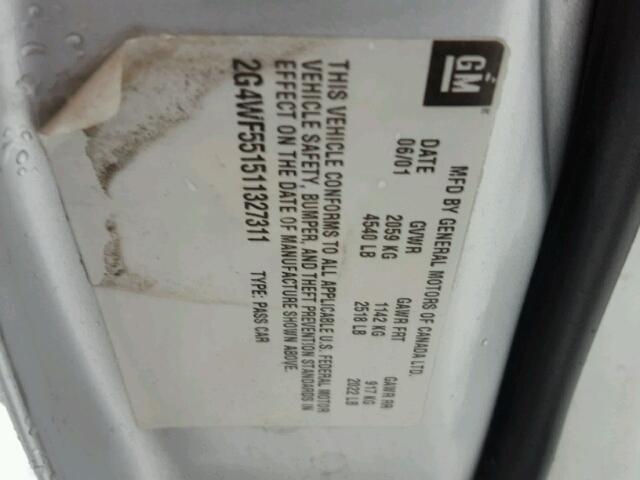 GM
MFD BY GENERAL MOTORS OF CANADA LTD.
DATE GVWR GAWR FRT GAWR RR
06/01 2059 KG 1142 KG 917 KG
4540 LB 2518 LB 2022 LB
THIS VEHICLE CONFORMS TO ALL APPLICABLE U.S. FEDERAL MOTOR
VEHICLE SAFETY, BUMPER, AND THEFT PREVENTION STANDARDS IN
EFFECT ON THE DATE OF MANUFACTURE SHOWN ABOVE.
2G4WF551511327311 TYPE: PASS CAR